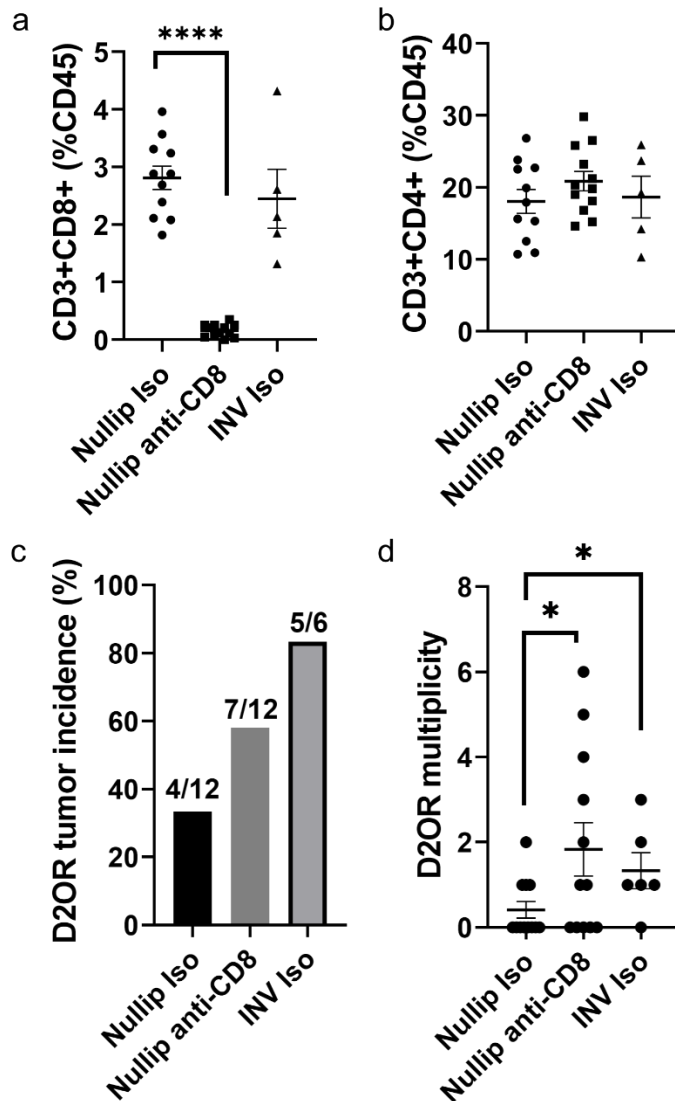 a
****
CD3+CD8+ (%CD45)
5
4
3
2
1
0
Nullip Iso
Nullip anti-CD8
INV Iso
b
CD3+CD4+ (%CD45)
40
30
20
10
0
Nullip Iso
Nullip anti-CD8
INV Iso
c
D2OR tumor incidence (%)
100
80
60
40
20
0
4/12
7/12
5/6
Nullip Iso
Nullip anti-CD8
INV Iso
d
*
*
D2OR multiplicity
8
6
4
2
0
Nullip Iso
Nullip anti-CD8
INV Iso